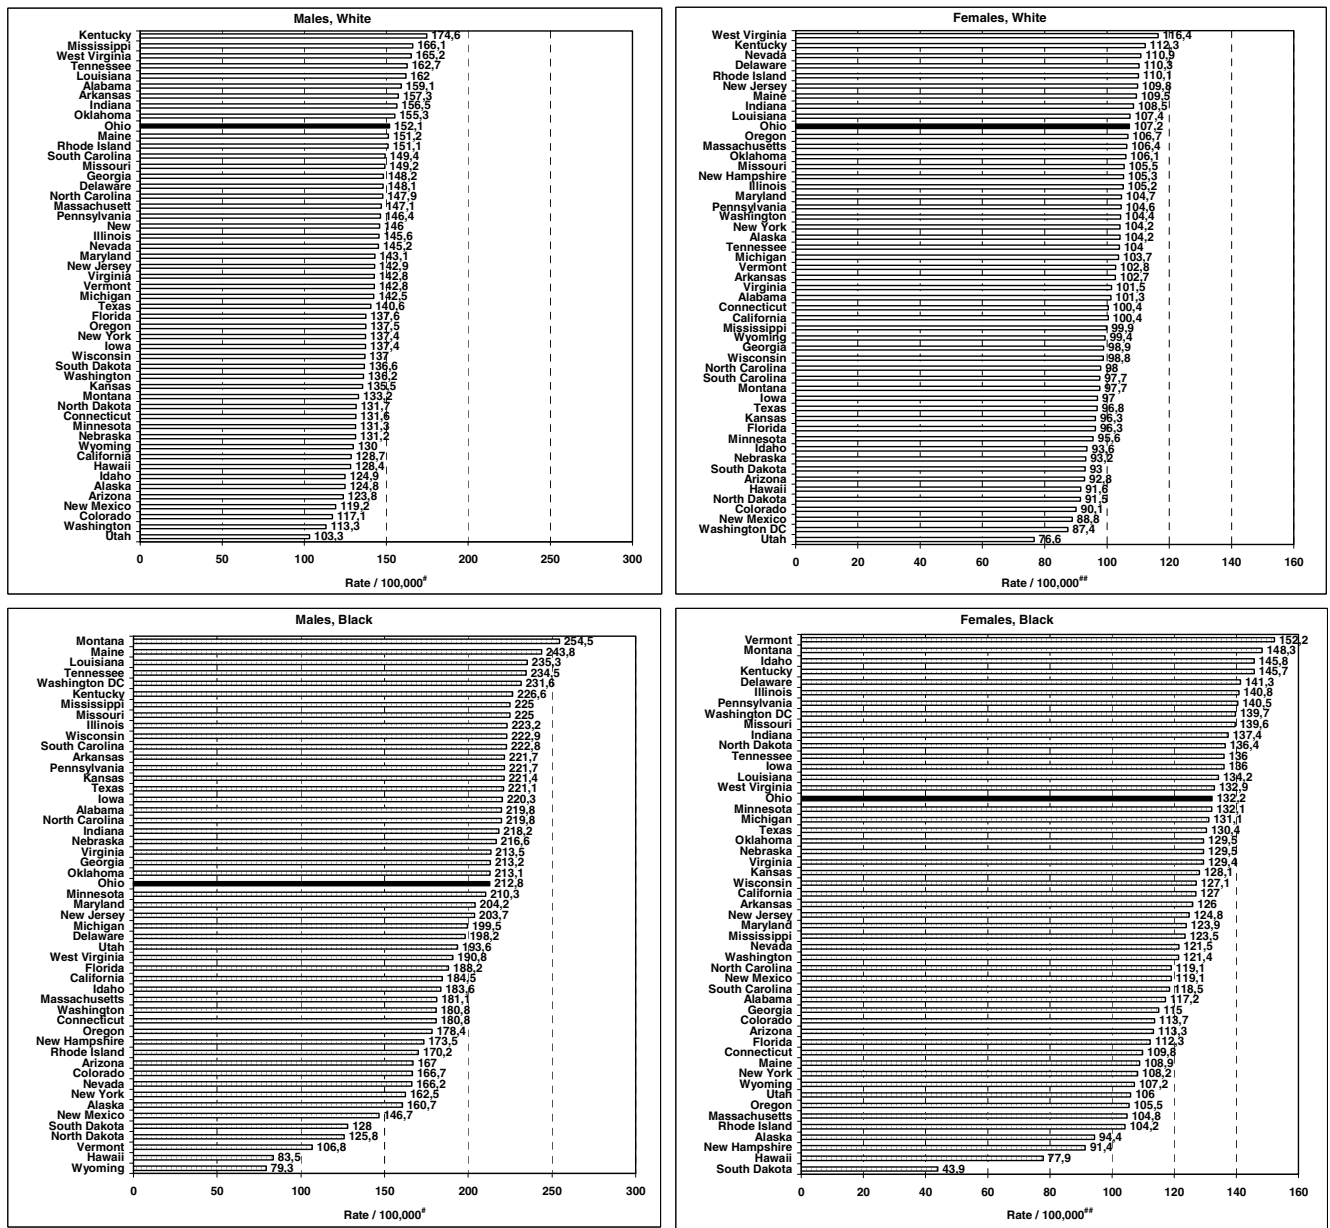 Males, White
Kentucky 174,6
Mississippi 166,1
West Virginia 165,2
Tennessee 162,7
Louisiana 162
Alabama 159,1
Arkansas 157,3
Indiana 156,5
Oklahoma 155,3
Ohio 152,1
Maine 151,2
Rhode Island 151,1
South Carolina 149,4
Missouri 149,2
Georgia 148,2
Delaware 148,1
North Carolina 147,9
Massachusett 147,1
Pennsylvania 146,4
New 146
Illinois 145,6
Nevada 145,2
Maryland 143,1
New Jersey 142,9
Virginia 142,8
Vermont 142,8
Michigan 142,5
Texas 140,6
Florida 137,6
Oregon 137,5
New York 137,4
Iowa 137,4
Wisconsin 137
South Dakota 136,6
Washington 136,2
Kansas 135,5
Montana 133,2
North Dakota 131,7
Connecticut 131,6
Minnesota 131,3
Nebraska 131,2
Wyoming 130
California 128,7
Hawaii 128,4
Idaho 124,9
Alaska 124,8
Arizona 123,8
New Mexico 119,2
Colorado 117,1
Washington 113,3
Utah 103,3
0 50 100 150 200 250 300
Rate / 100,000#
Females, White
West Virginia 116,4
Kentucky 112,3
Nevada 110,9
Delaware 110,3
Rhode Island 110,1
New Jersey 109,8
Maine 109,5
Indiana 108,5
Louisiana 107,4
Ohio 107,2
Oregon 106,7
Massachusetts 106,4
Oklahoma 106,1
Missouri 105,5
New Hampshire 105,3
Illinois 105,2
Maryland 104,7
Pennsylvania 104,6
Washington 104,4
New York 104,2
Alaska 104,2
Tennessee 104
Michigan 103,7
Vermont 102,8
Arkansas 102,7
Virginia 101,5
Alabama 101,3
Connecticut 100,4
California 100,4
Mississippi 99,9
Wyoming 99,4
Georgia 98,9
Wisconsin 98,8
North Carolina 98
South Carolina 97,7
Montana 97,7
Iowa 97
Texas 96,8
Kansas 96,3
Florida 96,3
Minnesota 95,6
Idaho 93,6
Nebraska 93,2
South Dakota 93
Arizona 92,8
Hawaii 91,6
North Dakota 91,5
Colorado 90,1
New Mexico 88,8
Washington DC 87,4
Utah 76,6
0 20 40 60 80 100 120 140 160
Rate / 100,000##
Males, Black
Montana 254,5
Maine 243,8
Louisiana 235,3
Tennessee 234,5
Washington DC 231,6
Kentucky 226,6
Mississippi 225
Missouri 225
Illinois 223,2
Wisconsin 222,9
South Carolina 222,8
Arkansas 221,7
Pennsylvania 221,7
Kansas 221,4
Texas 221,1
Iowa 220,3
Alabama 219,8
North Carolina 219,8
Indiana 218,2
Nebraska 216,6
Virginia 213,5
Georgia 213,2
Oklahoma 213,1
Ohio 212,8
Minnesota 210,3
Maryland 204,2
New Jersey 203,7
Michigan 199,5
Delaware 198,2
Utah 193,6
West Virginia 190,8
Florida 188,2
California 184,5
Idaho 183,6
Massachusetts 181,1
Washington 180,8
Connecticut 180,8
Oregon 178,4
New Hampshire 173,5
Rhode Island 170,2
Arizona 167
Colorado 166,7
Nevada 166,2
New York 162,5
Alaska 160,7
New Mexico 146,7
South Dakota 128
North Dakota 125,8
Vermont 106,8
Hawaii 83,5
Wyoming 79,3
0 50 100 150 200 250 300
Rate / 100,000#
Females, Black
Vermont 152,2
Montana 148,3
Idaho 145,8
Kentucky 145,7
Delaware 141,3
Illinois 140,8
Pennsylvania 140,5
Washington DC 139,7
Missouri 139,6
Indiana 137,4
North Dakota 136,4
Tennessee 136
Iowa 136
Louisiana 134,2
West Virginia 132,9
Ohio 132,2
Minnesota 132,1
Michigan 131,1
Texas 130,4
Oklahoma 129,5
Nebraska 129,5
Virginia 129,4
Kansas 128,1
Wisconsin 127,1
California 127
Arkansas 126
New Jersey 124,8
Maryland 123,9
Mississippi 123,5
Nevada 121,5
Washington 121,4
North Carolina 119,1
New Mexico 119,1
South Carolina 118,5
Alabama 117,2
Georgia 115
Colorado 113,7
Arizona 113,3
Florida 112,3
Connecticut 109,8
Maine 108,9
New York 108,2
Wyoming 107,2
Utah 106
Oregon 105,5
Massachusetts 104,8
Rhode Island 104,2
Alaska 94,4
New Hampshire 91,4
Hawaii 77,9
South Dakota 43,9
0 20 40 60 80 100 120 140 160
Rate / 100,000##